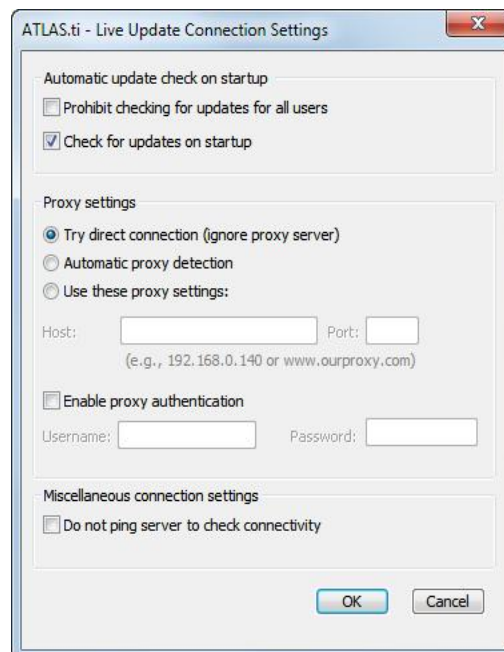 ATLAS.ti - Live Update Connection Settings
Automatic update check on startup
Prohibit checking for updates for all users
Check for updates on startup
Proxy settings
Try direct connection (ignore proxy server)
Automatic proxy detection
Use these proxy settings:
Host: Port:
(e.g., 192.168.0.140 or www.ourproxy.com)
Enable proxy authentication
Username: Password:
Miscellaneous connection settings
Do not ping server to check connectivity
OK Cancel